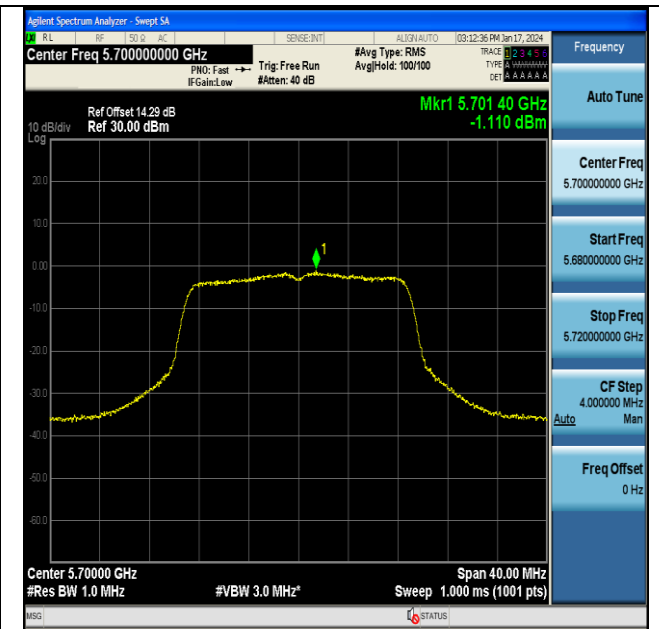 Agilent Spectrum Analyzer - Swept SA
RL RF 50 Ω AC SENSE:INT ALIGN AUTO 03:12:36 PM Jan 17, 2024
Center Freq 5.700000000 GHz
PNO: Fast
IFGain:Low
Trig: Free Run
#Atten: 40 dB
#Avg Type: RMS
Avg|Hold: 100/100
TRACE 1 2 3 4 5 6
TYPE A WWWWW
DET A A A A A A
Frequency
Auto Tune
Center Freq
5.700000000 GHz
Start Freq
5.680000000 GHz
Stop Freq
5.720000000 GHz
CF Step
4.000000 MHz
Auto Man
Freq Offset
0 Hz
Mkr1 5.701 40 GHz
-1.110 dBm
Ref Offset 14.29 dB
10 dB/div Ref 30.00 dBm
Log
20.0
10.0
0.00
-10.0
-20.0
-30.0
-40.0
-50.0
-60.0
1
Center 5.70000 GHz Span 40.00 MHz
#Res BW 1.0 MHz #VBW 3.0 MHz* Sweep 1.000 ms (1001 pts)
MSG STATUS